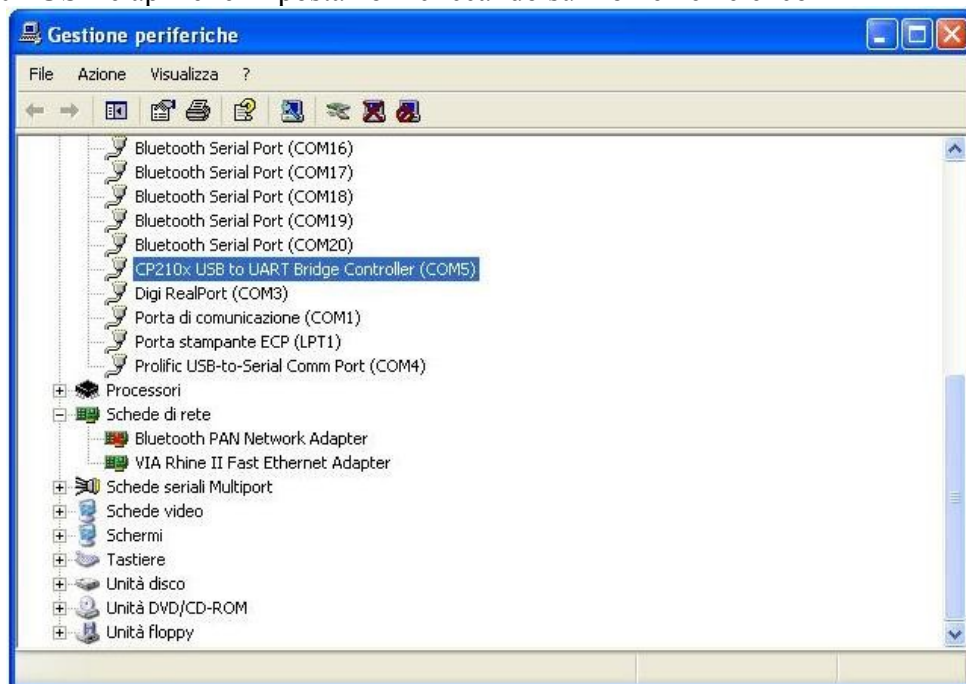 Gestione periferiche
File Azione Visualizza ?
Bluetooth Serial Port (COM16)
Bluetooth Serial Port (COM17)
Bluetooth Serial Port (COM18)
Bluetooth Serial Port (COM19)
Bluetooth Serial Port (COM20)
CP210x USB to UART Bridge Controller (COM5)
Digi RealPort (COM3)
Porta di comunicazione (COM1)
Porta stampante ECP (LPT1)
Prolific USB-to-Serial Comm Port (COM4)
Processori
Schede di rete
Bluetooth PAN Network Adapter
VIA Rhine II Fast Ethernet Adapter
Schede seriali Multiport
Schede video
Schermi
Tastiere
Unità disco
Unità DVD/CD-ROM
Unità floppy